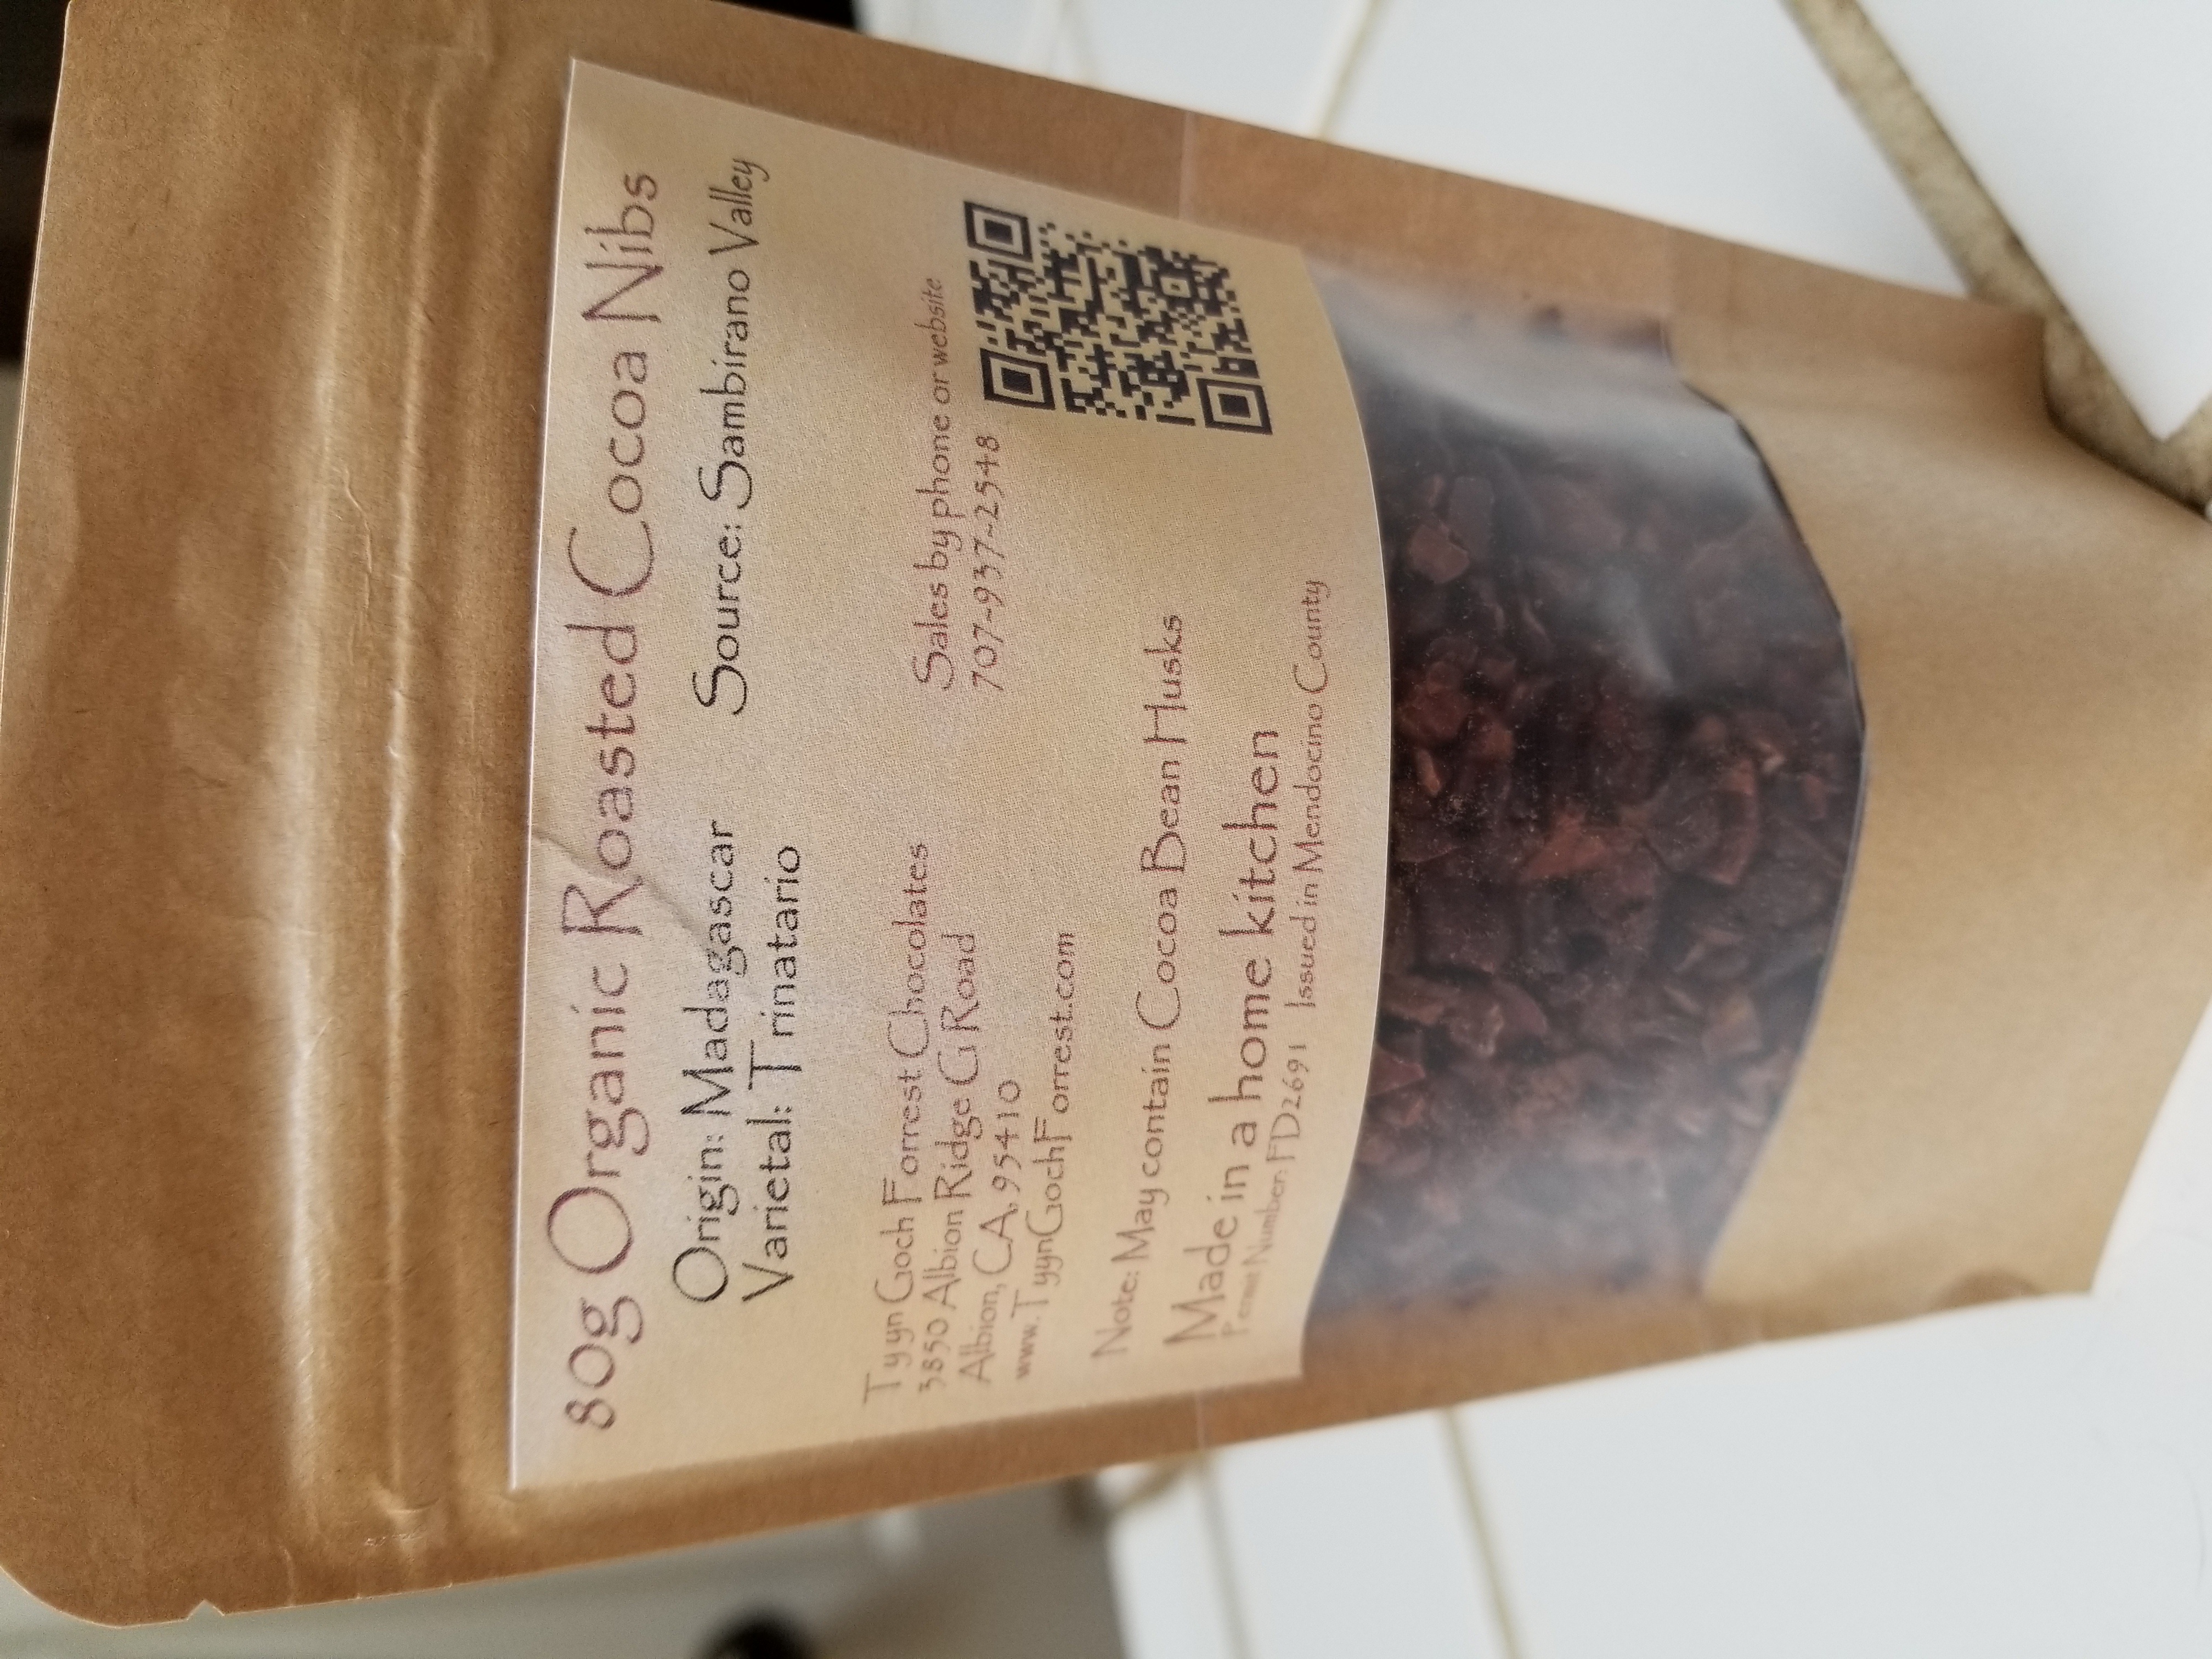 80g Organic Roasted Cocoa Nibs
Origin: Madagascar Source: Sambirano Valley
Varietal: Trinatario
Tyyn Goch Forrest Chocolates
3850 Albion Ridge G Road
Albion, CA, 95410
www.TyynGochForrest.com
Sales by phone or website
707-937-2548
Note: May contain Cocoa Bean Husks
Made in a home kitchen
Permit Number: FD2691 Issued in Mendocino County